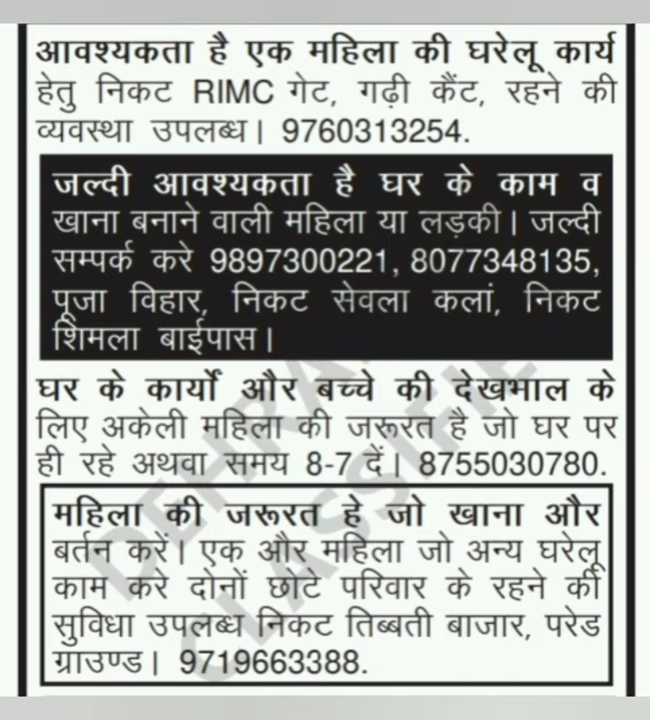 आवश्यकता है एक महिला की घरेलू कार्य
हेतु निकट RIMC गेट, गढ़ी कैंट, रहने की
व्यवस्था उपलब्ध। 9760313254.
जल्दी आवश्यकता है घर के काम व
खाना बनाने वाली महिला या लड़की। जल्दी
सम्पर्क करे 9897300221, 8077348135,
पूजा विहार, निकट सेवला कलां, निकट
शिमला बाईपास।
घर के कार्यों और बच्चे की देखभाल के
लिए अकेली महिला की जरूरत है जो घर पर
ही रहे अथवा समय 8-7 दें। 8755030780.
महिला की जरूरत हे जो खाना और
बर्तन करें। एक और महिला जो अन्य घरेलू
काम करे दोनों छोटे परिवार के रहने की
सुविधा उपलब्ध निकट तिब्बती बाजार, परेड
ग्राउण्ड। 9719663388.